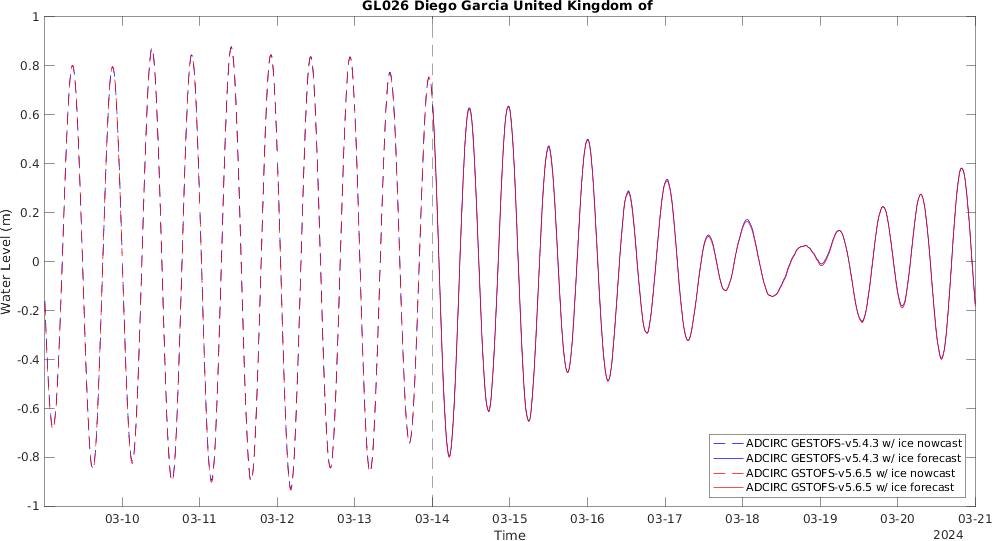 GL026 Diego Garcia United Kingdom of
1
0.8
0.6
0.4
0.2
0
-0.2
-0.4
-0.6
-0.8
-1
Water Level (m)
ADCIRC GESTOFS-v5.4.3 w/ ice nowcast
ADCIRC GESTOFS-v5.4.3 w/ ice forecast
ADCIRC GSTOFS-v5.6.5 w/ ice nowcast
ADCIRC GSTOFS-v5.6.5 w/ ice forecast
03-10 03-11 03-12 03-13 03-14 03-15 03-16 03-17 03-18 03-19 03-20 03-21
Time
2024